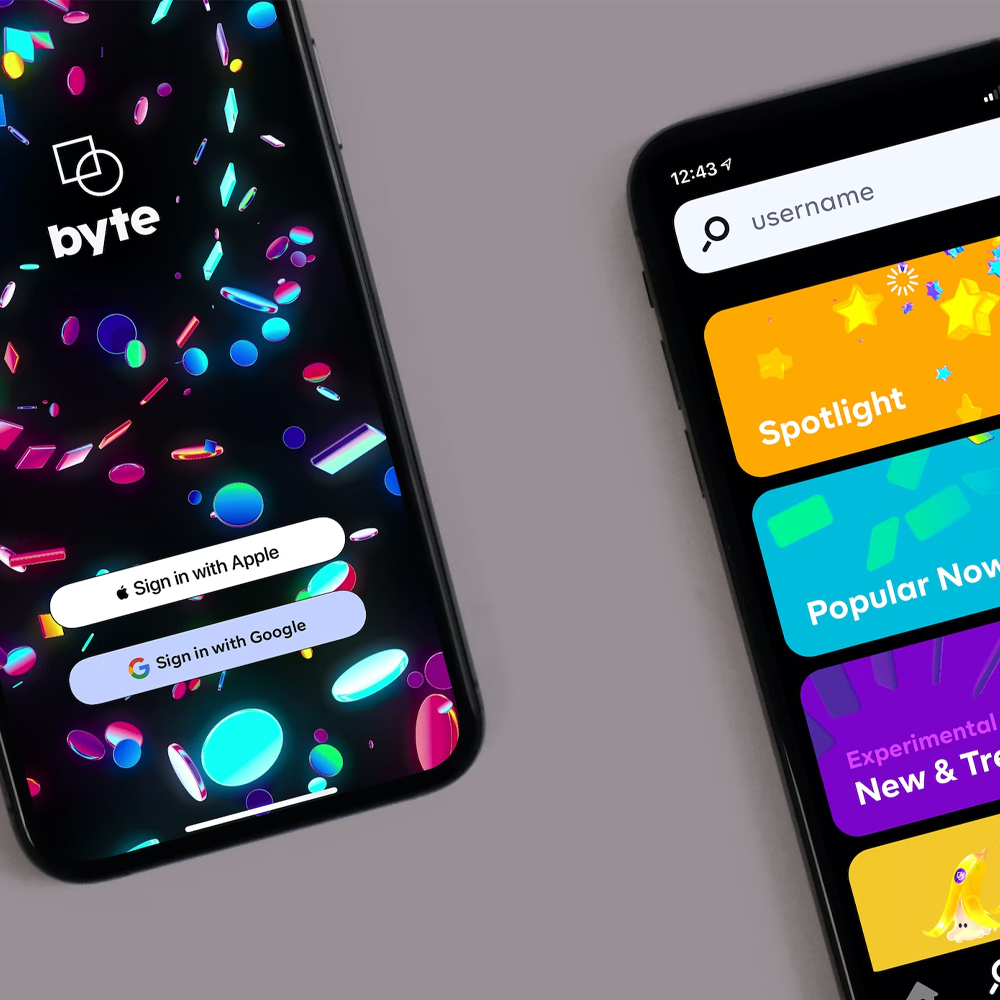 byte
Sign in with Apple
Sign in with Google
12:43
username
Spotlight
Popular Now
Experimental
New & Tre